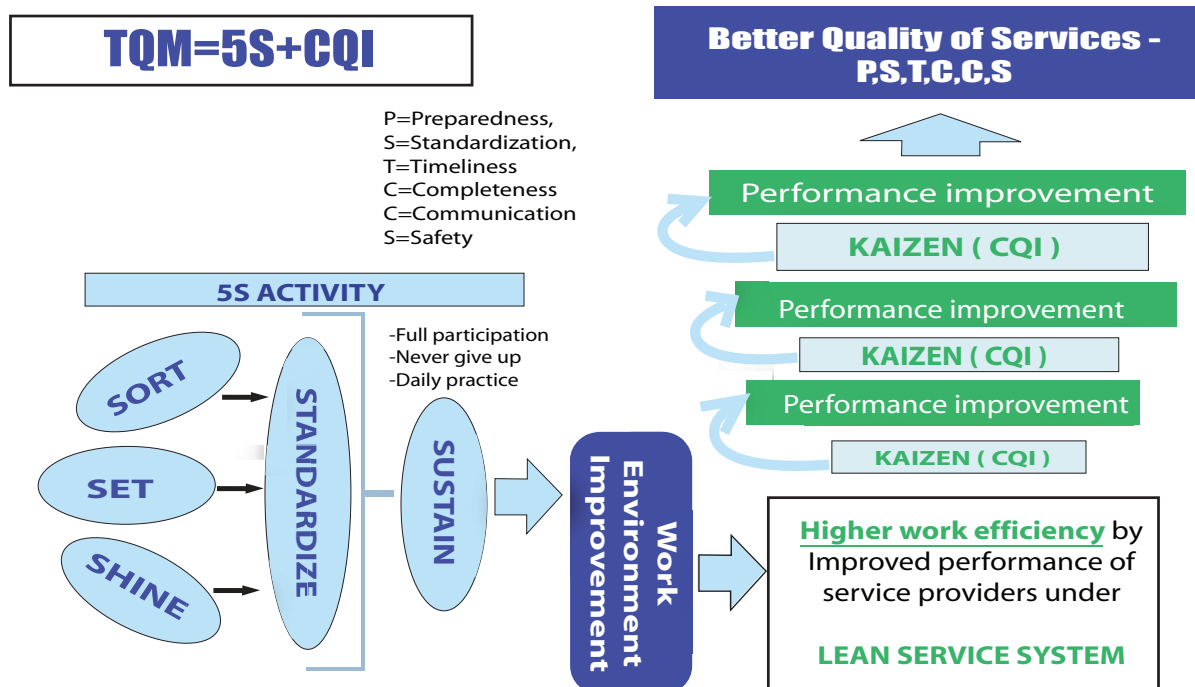 TQM=5S+CQI
Better Quality of Services -
P,S,T,C,C,S
P=Preparedness,
S=Standardization,
T=Timeliness
C=Completeness
C=Communication
S=Safety
Performance improvement
KAIZEN ( CQI )
Performance improvement
KAIZEN ( CQI )
Performance improvement
KAIZEN ( CQI )
5S ACTIVITY
-Full participation
-Never give up
-Daily practice
SORT
SET
SHINE
STANDARDIZE
SUSTAIN
Work
Environment
Improvement
Higher work efficiency by
Improved performance of
service providers under
LEAN SERVICE SYSTEM